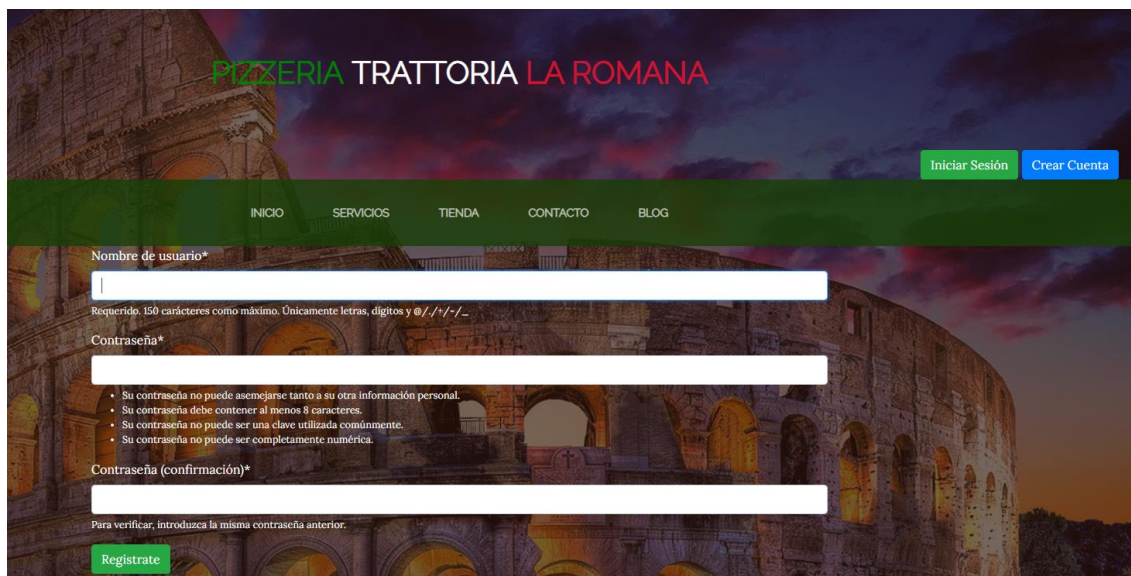 PIZZERIA TRATTORIA LA ROMANA
Iniciar Sesión Crear Cuenta
INICIO SERVICIOS TIENDA CONTACTO BLOG
Nombre de usuario*
Requerido. 150 carácteres como máximo. Únicamente letras, dígitos y @/./+/-/_
Contraseña*
• Su contraseña no puede asemejarse tanto a su otra información personal.
• Su contraseña debe contener al menos 8 caracteres.
• Su contraseña no puede ser una clave utilizada comúnmente.
• Su contraseña no puede ser completamente numérica.
Contraseña (confirmación)*
Para verificar, introduzca la misma contraseña anterior.
Registrate